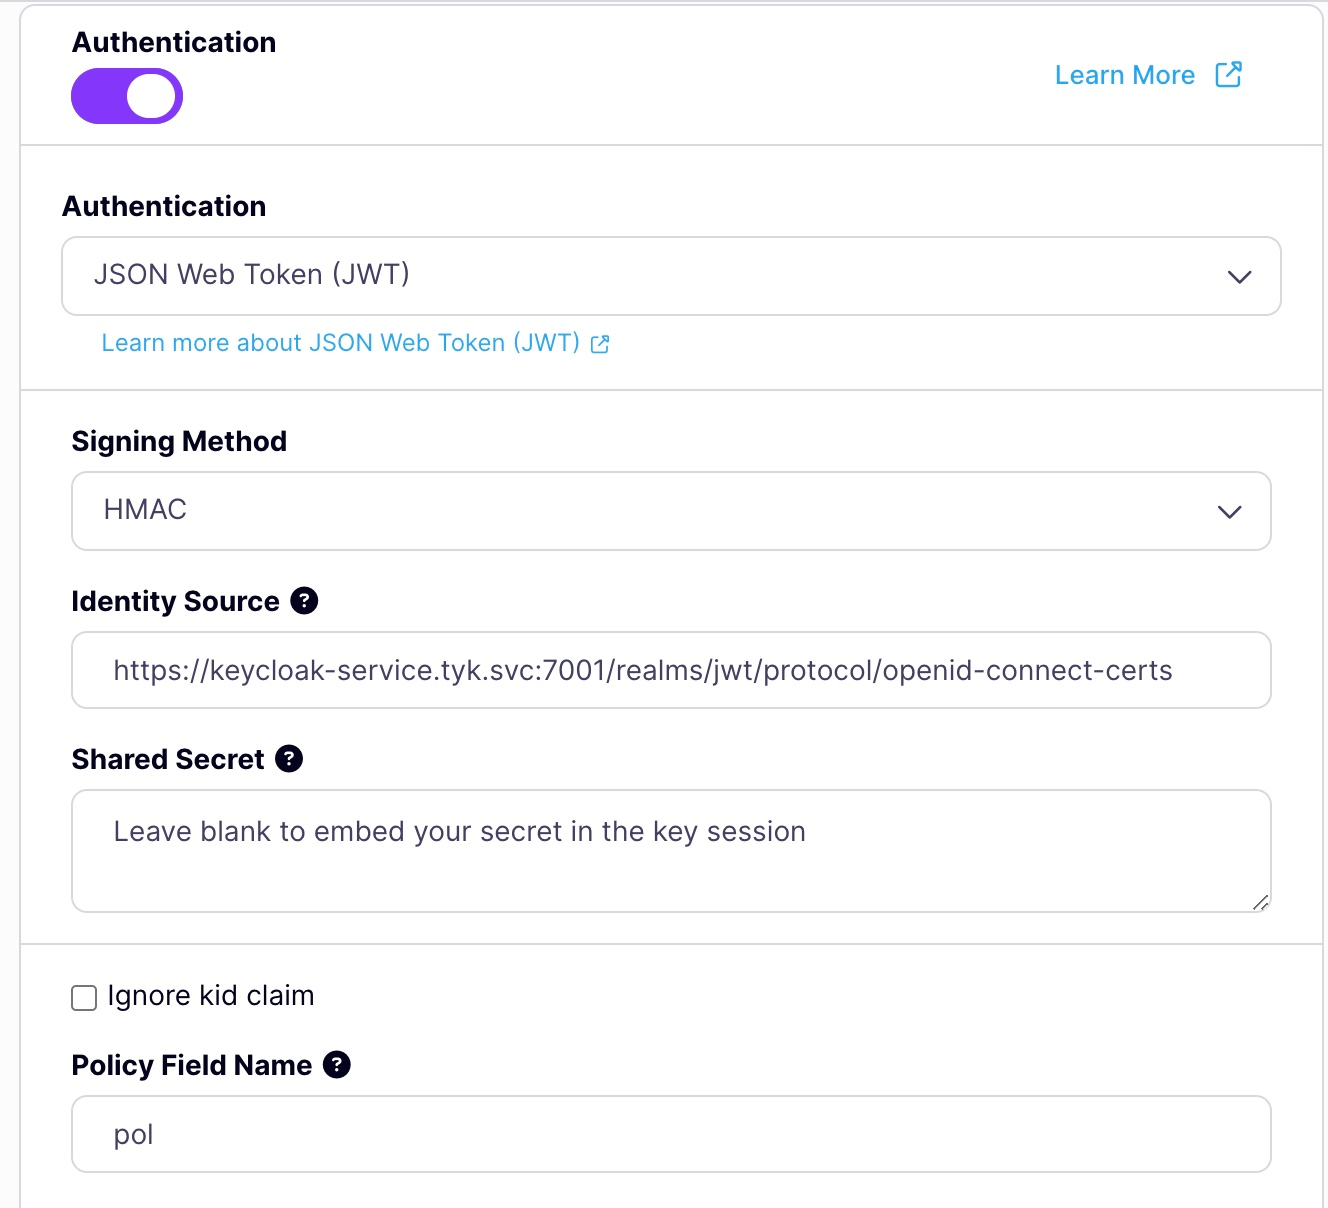 Authentication
Learn More
Authentication
JSON Web Token (JWT)
Learn more about JSON Web Token (JWT)
Signing Method
HMAC
Identity Source ?
https://keycloak-service.tyk.svc:7001/realms/jwt/protocol/openid-connect-certs
Shared Secret ?
Leave blank to embed your secret in the key session
Ignore kid claim
Policy Field Name ?
pol